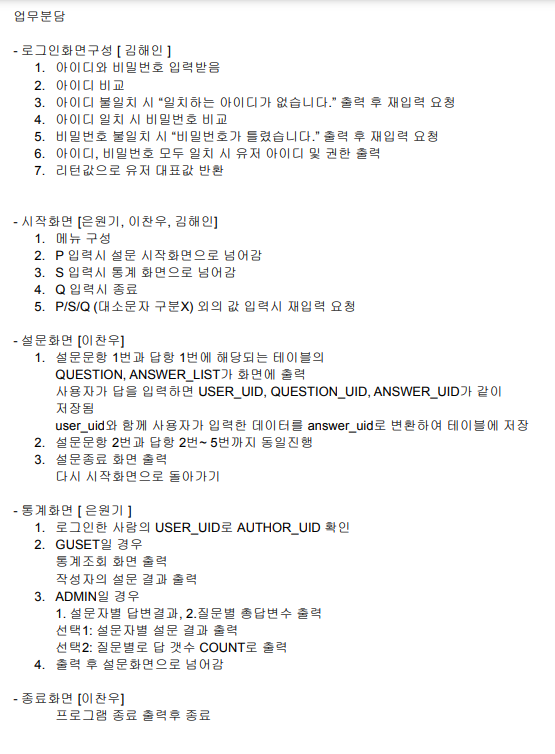 업무분담
- 로그인화면구성 [ 김해인 ]
1. 아이디와 비밀번호 입력받음
2. 아이디 비교
3. 아이디 불일치 시 “일치하는 아이디가 없습니다.” 출력 후 재입력 요청
4. 아이디 일치 시 비밀번호 비교
5. 비밀번호 불일치 시 “비밀번호가 틀렸습니다.” 출력 후 재입력 요청
6. 아이디, 비밀번호 모두 일치 시 유저 아이디 및 권한 출력
7. 리턴값으로 유저 대표값 반환
- 시작화면 [은원기, 이찬우, 김해인]
1. 메뉴 구성
2. P 입력시 설문 시작화면으로 넘어감
3. S 입력시 통계 화면으로 넘어감
4. Q 입력시 종료
5. P/S/Q (대소문자 구분X) 외의 값 입력시 재입력 요청
- 설문화면 [이찬우]
1. 설문문항 1번과 답항 1번에 해당되는 테이블의
QUESTION, ANSWER_LIST가 화면에 출력
사용자가 답을 입력하면 USER_UID, QUESTION_UID, ANSWER_UID가 같이
저장됨
user_uid와 함께 사용자가 입력한 데이터를 answer_uid로 변환하여 테이블에 저장
2. 설문문항 2번과 답항 2번~ 5번까지 동일진행
3. 설문종료 화면 출력
다시 시작화면으로 돌아가기
- 통계화면 [ 은원기 ]
1. 로그인한 사람의 USER_UID로 AUTHOR_UID 확인
2. GUSET일 경우
통계조회 화면 출력
작성자의 설문 결과 출력
3. ADMIN일 경우
1. 설문자별 답변결과, 2.질문별 총답변수 출력
선택1: 설문자별 설문 결과 출력
선택2: 질문별로 답 갯수 COUNT로 출력
4. 출력 후 설문화면으로 넘어감
- 종료화면 [이찬우]
프로그램 종료 출력후 종료